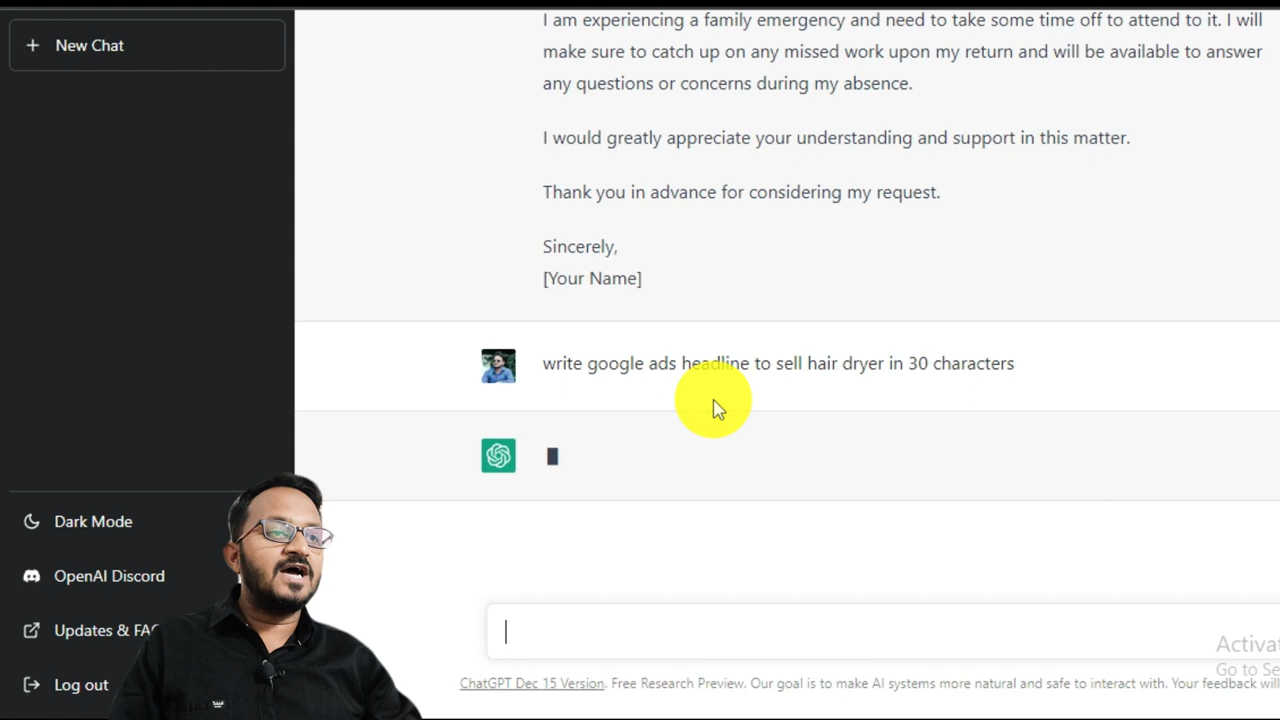 New Chat
I am experiencing a family emergency and need to take some time off to attend to it. I will
make sure to catch up on any missed work upon my return and will be available to answer
any questions or concerns during my absence.
I would greatly appreciate your understanding and support in this matter.
Thank you in advance for considering my request.
Sincerely,
[Your Name]
write google ads headline to sell hair dryer in 30 characters
Dark Mode
OpenAI Discord
Updates & FA
Log out
Activa
Go to Se
ChatGPT Dec 15 Version. Free Research Preview. Our goal is to make AI systems more natural and safe to interact with. Your feedback will